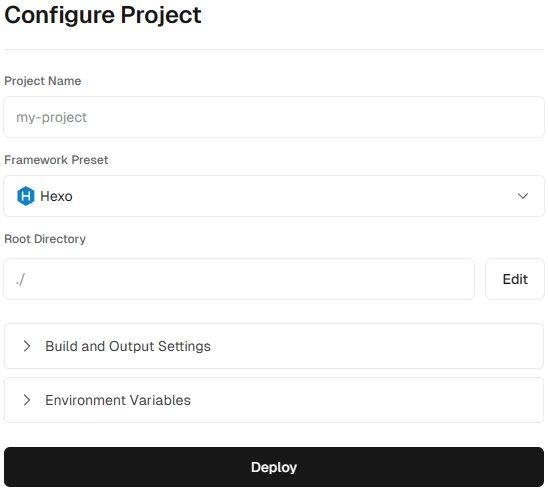 Configure Project
Project Name
my-project
Framework Preset
H Hexo
Root Directory
./
Edit
Build and Output Settings
Environment Variables
Deploy